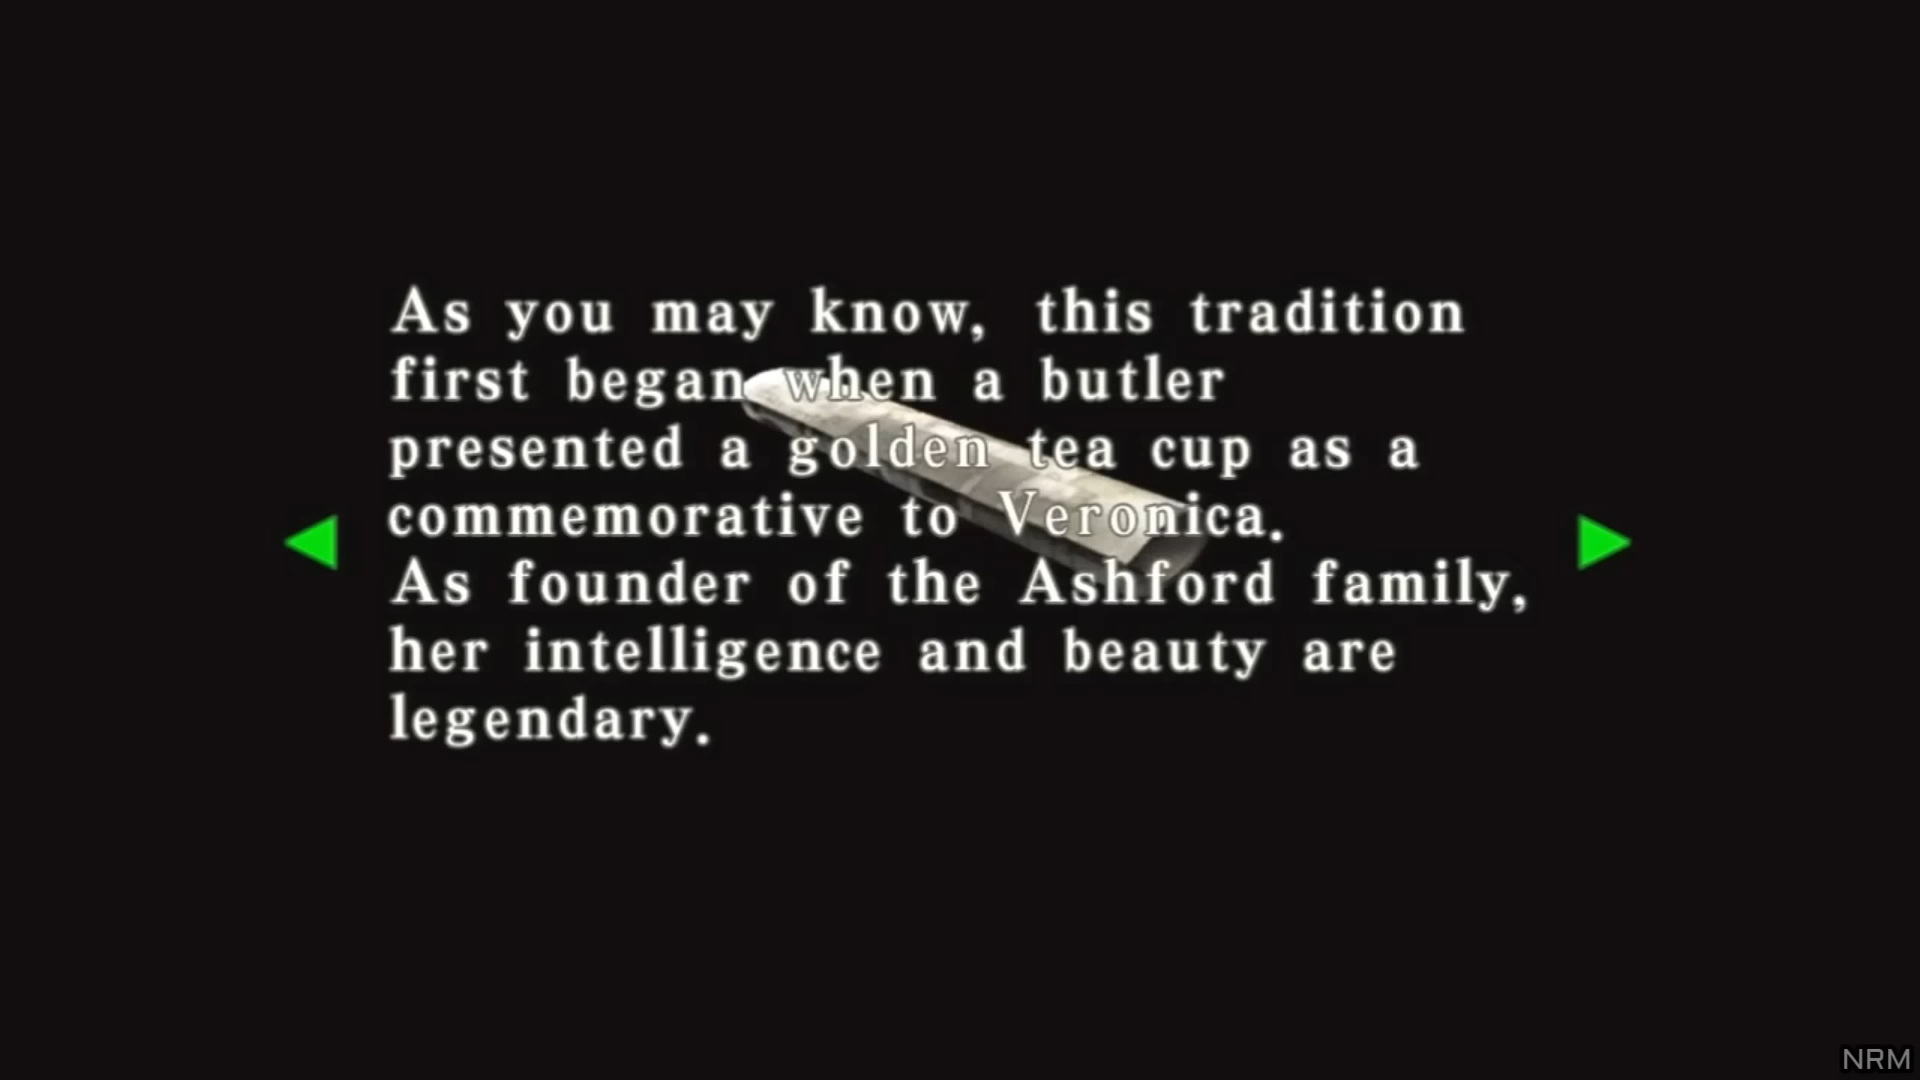 As you may know, this tradition
first began when a butler
presented a golden tea cup as a
commemorative to Veronica.
As founder of the Ashford family,
her intelligence and beauty are
legendary.
NRM